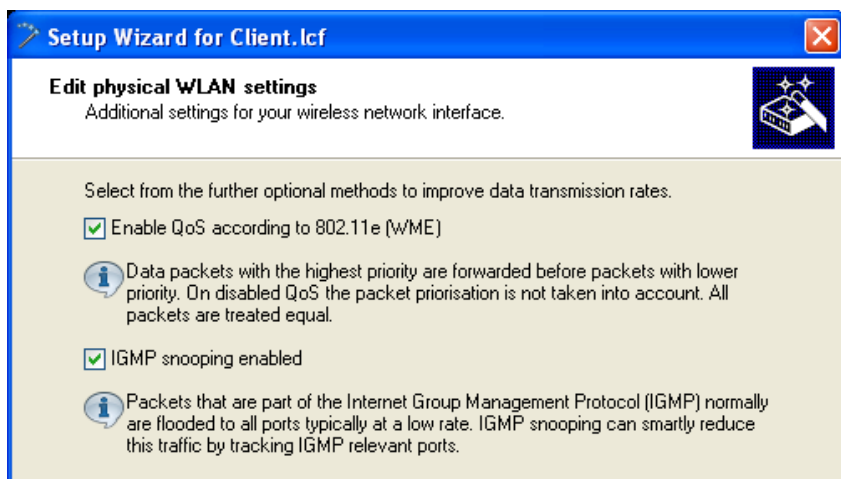 Setup Wizard for Client.lcf
Edit physical WLAN settings
Additional settings for your wireless network interface.
Select from the further optional methods to improve data transmission rates.
Enable QoS according to 802.11e (WME)
Data packets with the highest priority are forwarded before packets with lower
priority. On disabled QoS the packet priorisation is not taken into account. All
packets are treated equal.
IGMP snooping enabled
Packets that are part of the Internet Group Management Protocol (IGMP) normally
are flooded to all ports typically at a low rate. IGMP snooping can smartly reduce
this traffic by tracking IGMP relevant ports.